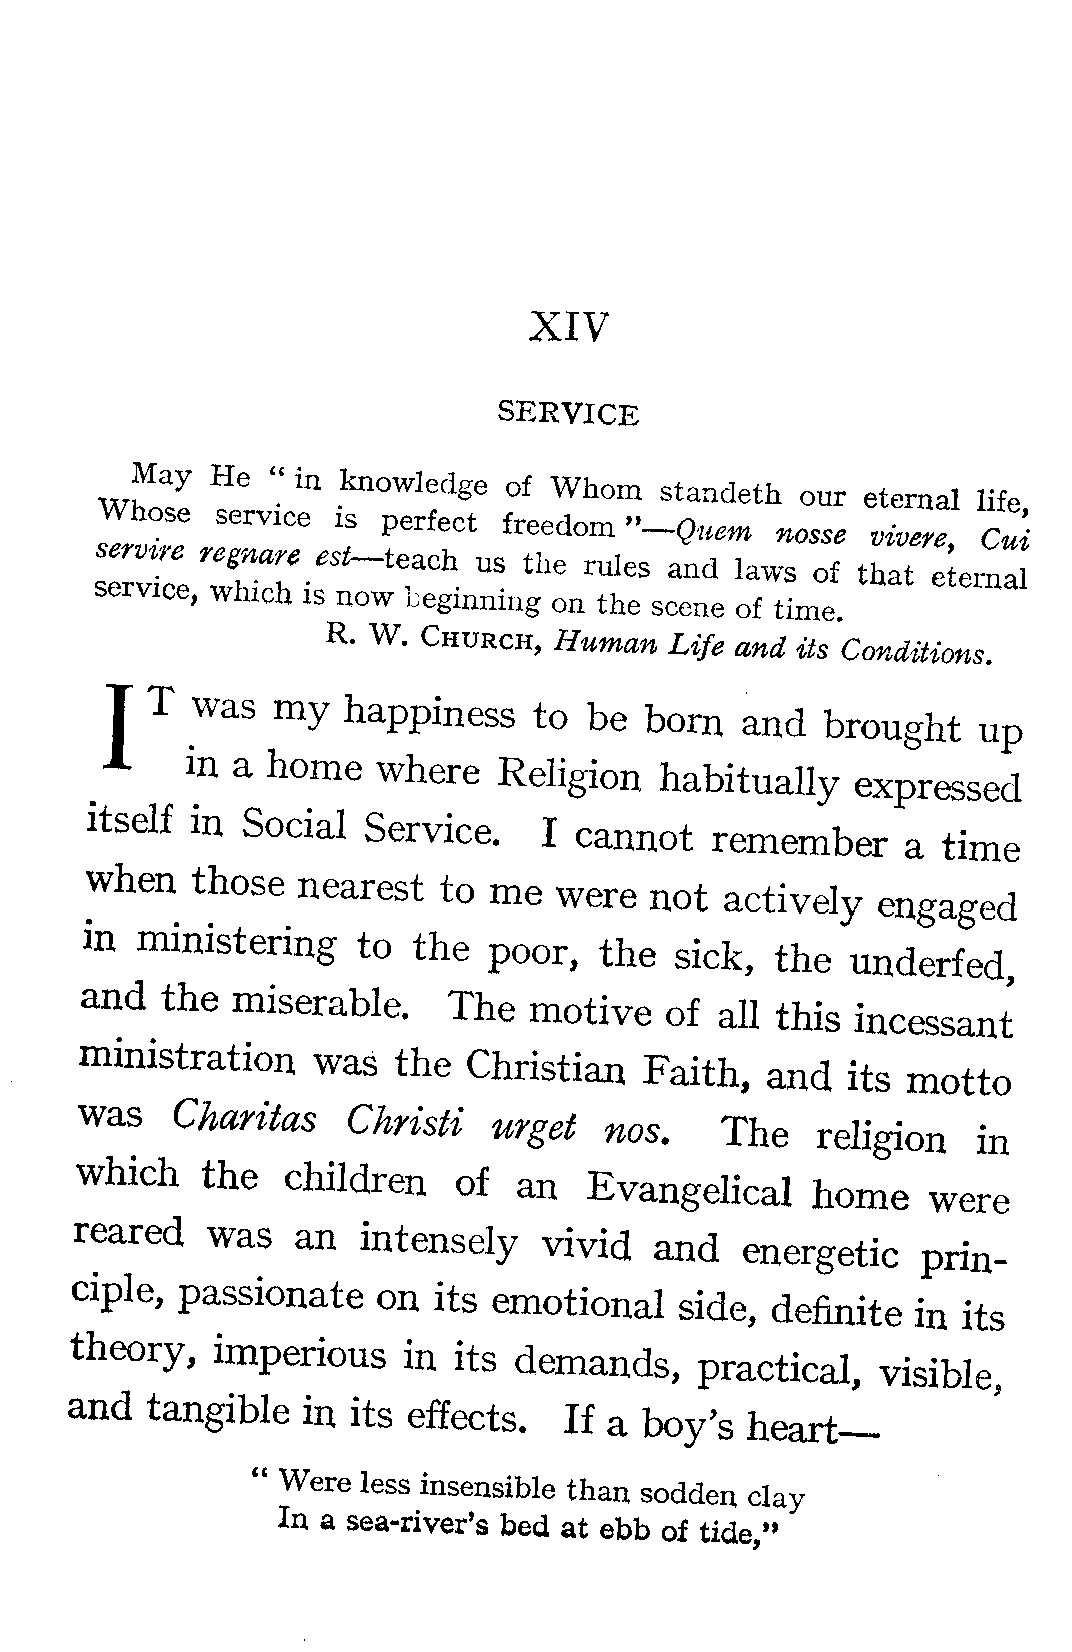 XIV
SERVICE
May He “ in knowledge of Whom standeth our eternal life,
Whose service is perfect freedom ”—Quem nosse vivere, Cui
servire regnare est—teach us the rules and laws of that eternal
service, which is now beginning on the scene of time.
R. W. CHURCH, Human Life and its Conditions.
IT was my happiness to be born and brought up
in a home where Religion habitually expressed
itself in Social Service. I cannot remember a time
when those nearest to me were not actively engaged
in ministering to the poor, the sick, the underfed,
and the miserable. The motive of all this incessant
ministration was the Christian Faith, and its motto
was Charitas Christi urget nos. The religion in
which the children of an Evangelical home were
reared was an intensely vivid and energetic prin-
ciple, passionate on its emotional side, definite in its
theory, imperious in its demands, practical, visible,
and tangible in its effects. If a boy’s heart—
“ Were less insensible than sodden clay
In a sea-river’s bed at ebb of tide,”